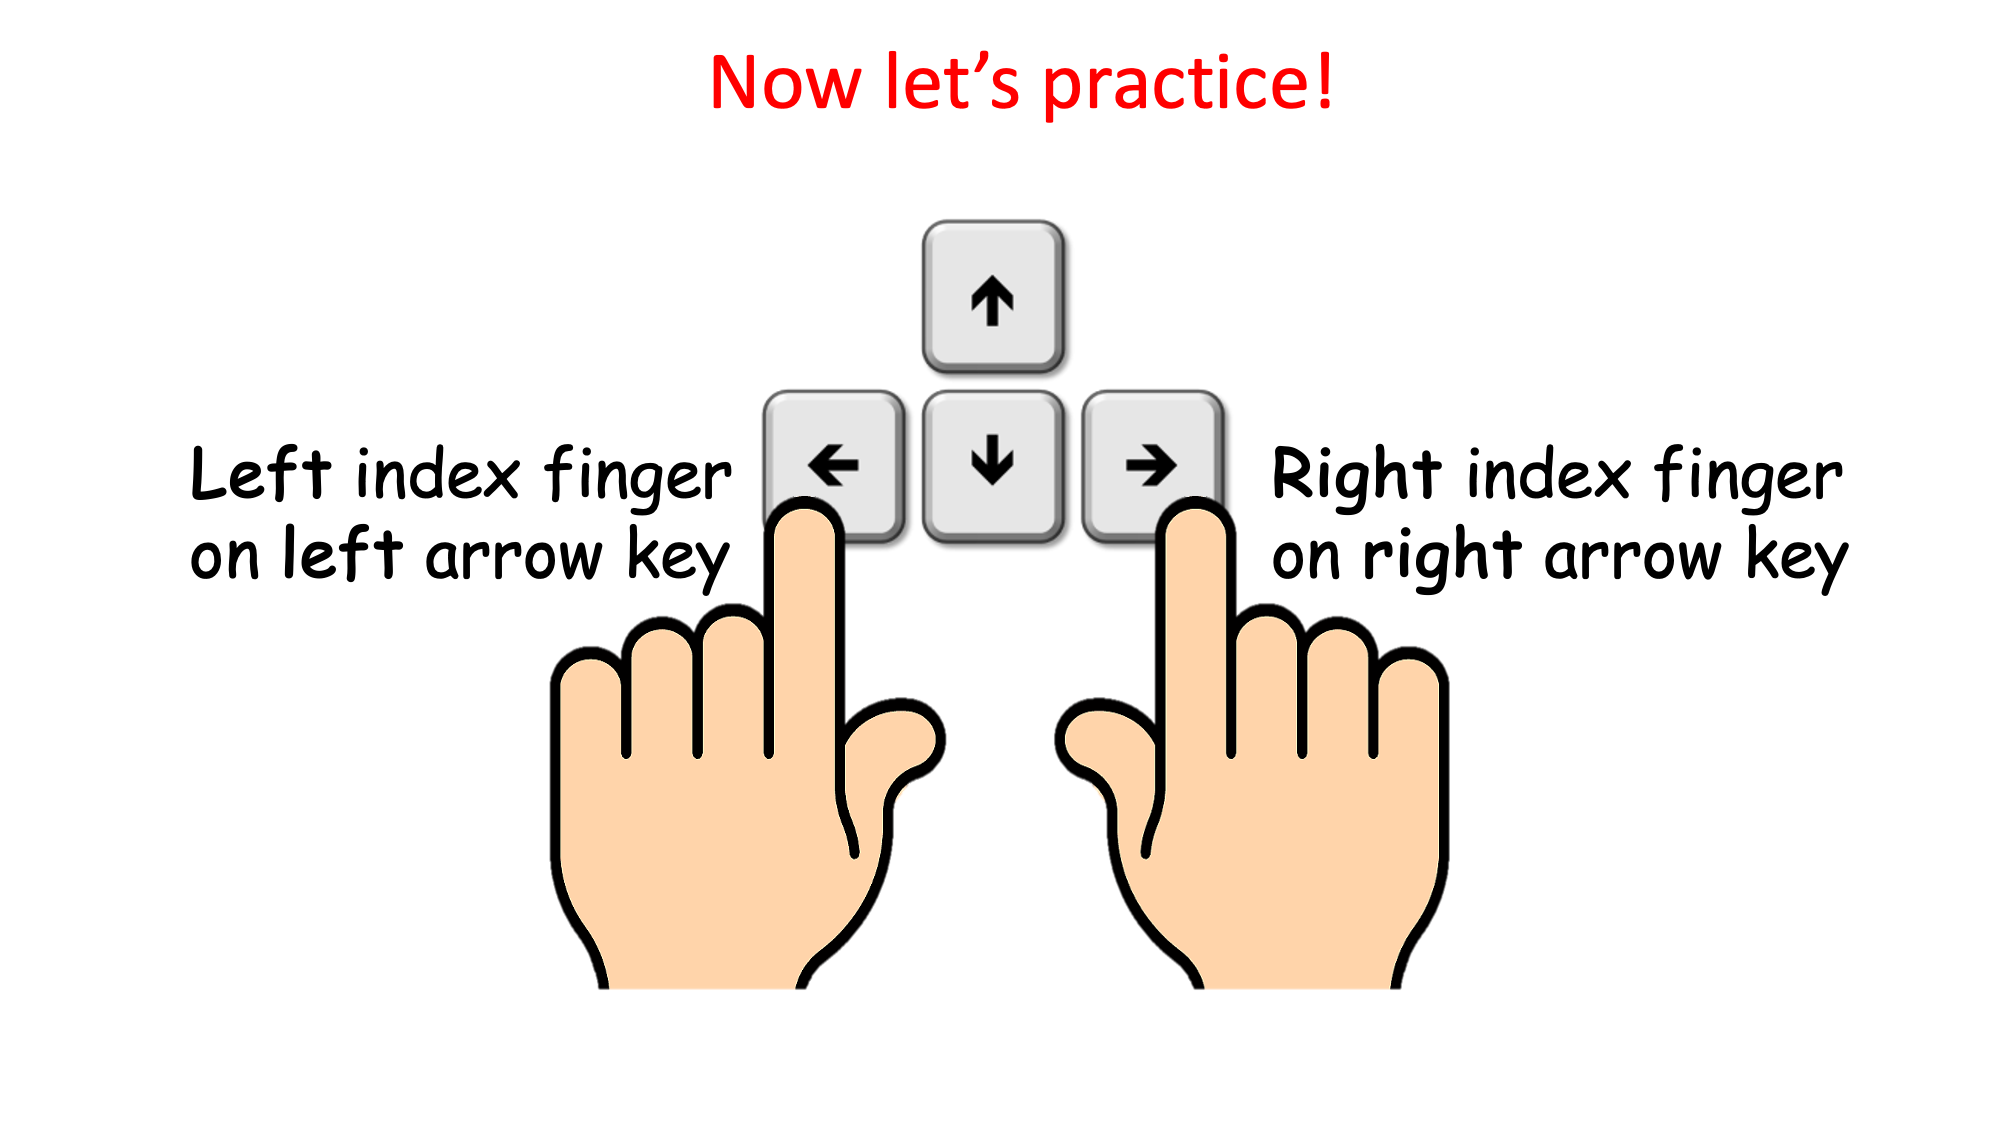 Now let’s practice!
Left index finger
on left arrow key
Right index finger
on right arrow key